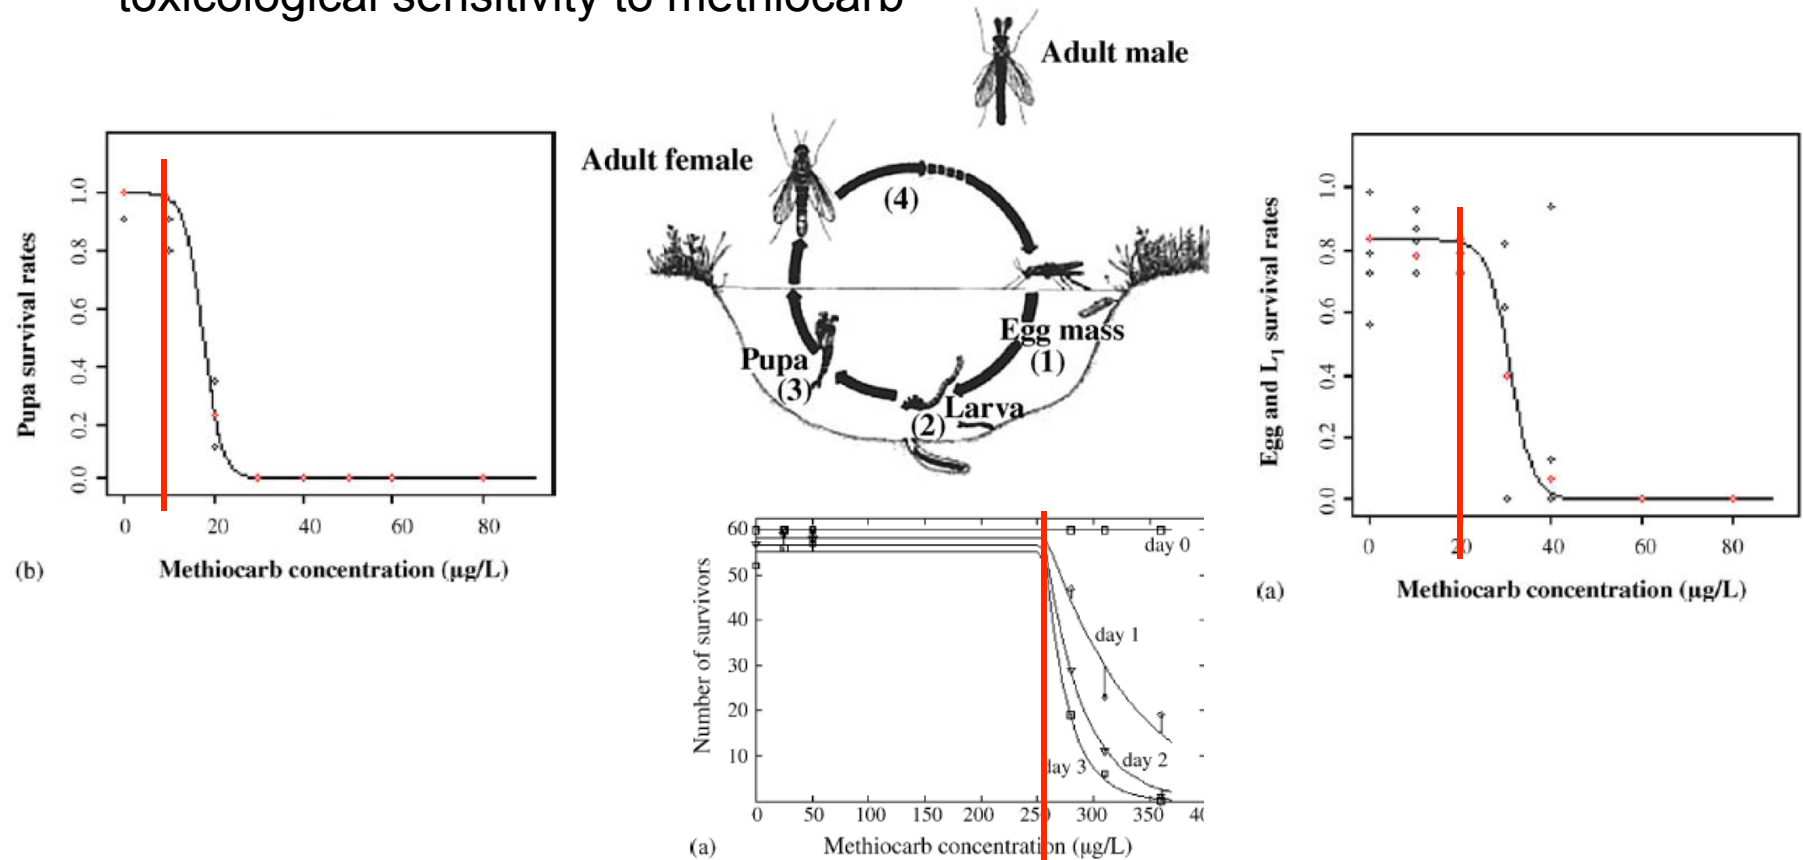 toxicological sensitivity to methiocarb
Adult male
Adult female
(4)
Egg mass
(1)
Pupa
(3)
Larva
(2)
Pupa survival rates
1.0
0.8
0.6
0.4
0.2
0.0
0 20 40 60 80
(b)
Methiocarb concentration (µg/L)
Number of survivors
60
50
40
30
20
10
day 0
day 1
day 2
day 3
0 50 100 150 200 250 300 350 40
(a)
Methiocarb concentration (µg/L)
Egg and L1 survival rates
1.0
0.8
0.6
0.4
0.2
0.0
0 20 40 60 80
(a)
Methiocarb concentration (µg/L)